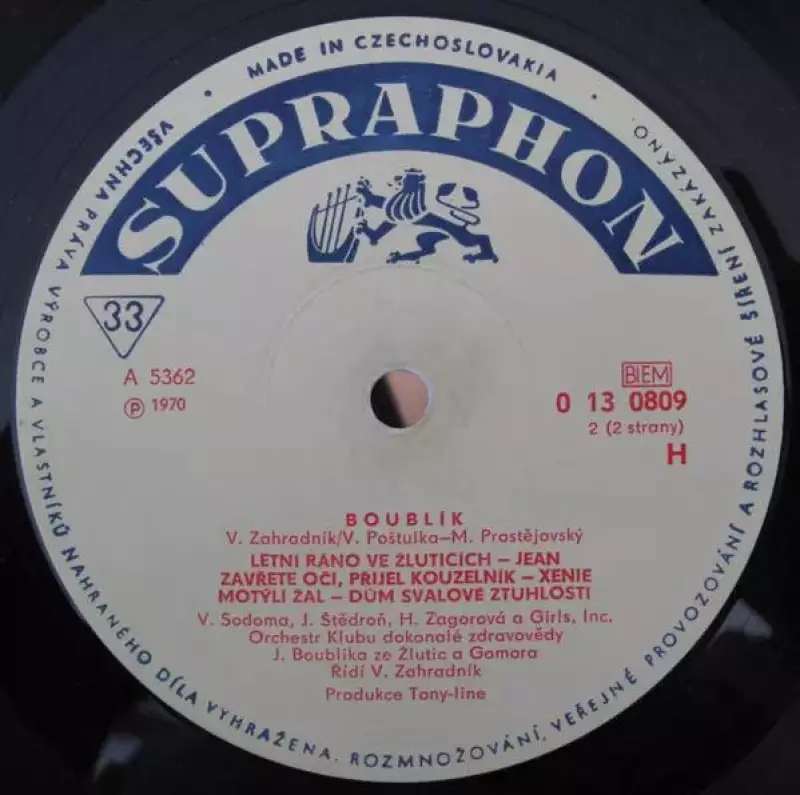 MADE IN CZECHOSLOVAKIA
SUPRAPHON
VŠECHNA PRÁVA VÝROBCE A VLASTNÍKŮ NAHRANÉHO DÍLA VYHRAŽENA. ROZMNOŽOVÁNÍ, VEŘEJNÉ PROVOZOVÁNÍ A ROZHLASOVÉ ŠÍŘENÍ ZAKÁZÁNO.
33
A 5362
℗ 1970
BIEM
0 13 0809
2 (2 strany)
H
BOUBLÍK
V. Zahradník/V. Poštulka–M. Prostějovský
LETNÍ RÁNO VE ŽLUTICÍCH – JEAN
ZAVŘETE OČI, PŘIJEL KOUZELNÍK – XENIE
MOTÝLÍ ŽAL – DŮM SVALOVÉ ZTUHLOSTI
V. Sodoma, J. Štědroň, H. Zagorová a Girls, Inc.
Orchestr Klubu dokonalé zdravovědy
J. Boublíka ze Žlutic a Gomora
Řídí V. Zahradník
Produkce Tony-line